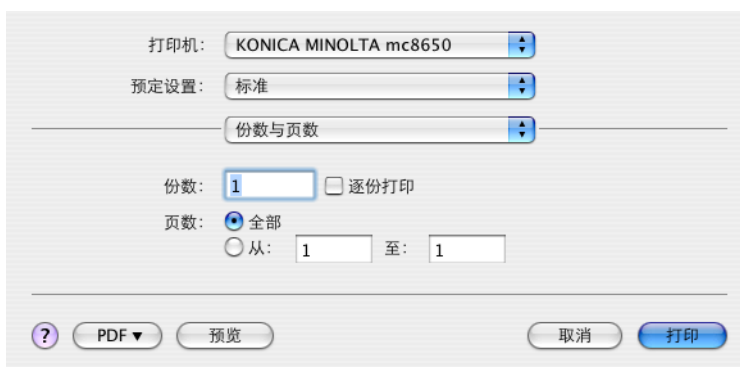 打印机： KONICA MINOLTA mc8650
预定设置： 标准
份数与页数
份数： 1 逐份打印
页数： 全部
从： 1 至： 1
? PDF ▼ 预览 取消 打印